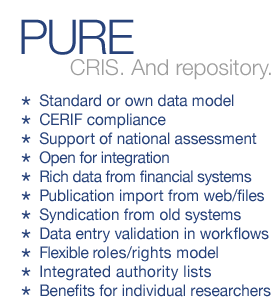 PURE
CRIS. And repository.
* Standard or own data model
* CERIF compliance
* Support of national assessment
* Open for integration
* Rich data from financial systems
* Publication import from web/files
* Syndication from old systems
* Data entry validation in workflows
* Flexible roles/rights model
* Integrated authority lists
* Benefits for individual researchers